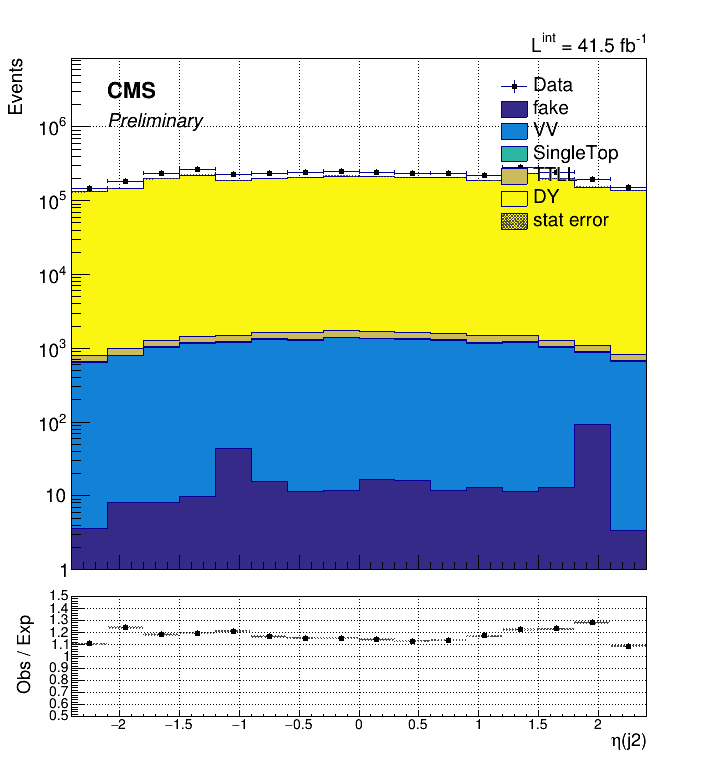 L^int = 41.5 fb^-1
Events
CMS
Preliminary
Data
fake
VV
SingleTop
DY
stat error
10^6
10^5
10^4
10^3
10^2
10
1
Obs / Exp
1.5
1.4
1.3
1.2
1.1
1
0.9
0.8
0.7
0.6
0.5
−2 −1.5 −1 −0.5 0 0.5 1 1.5 2
η(j2)